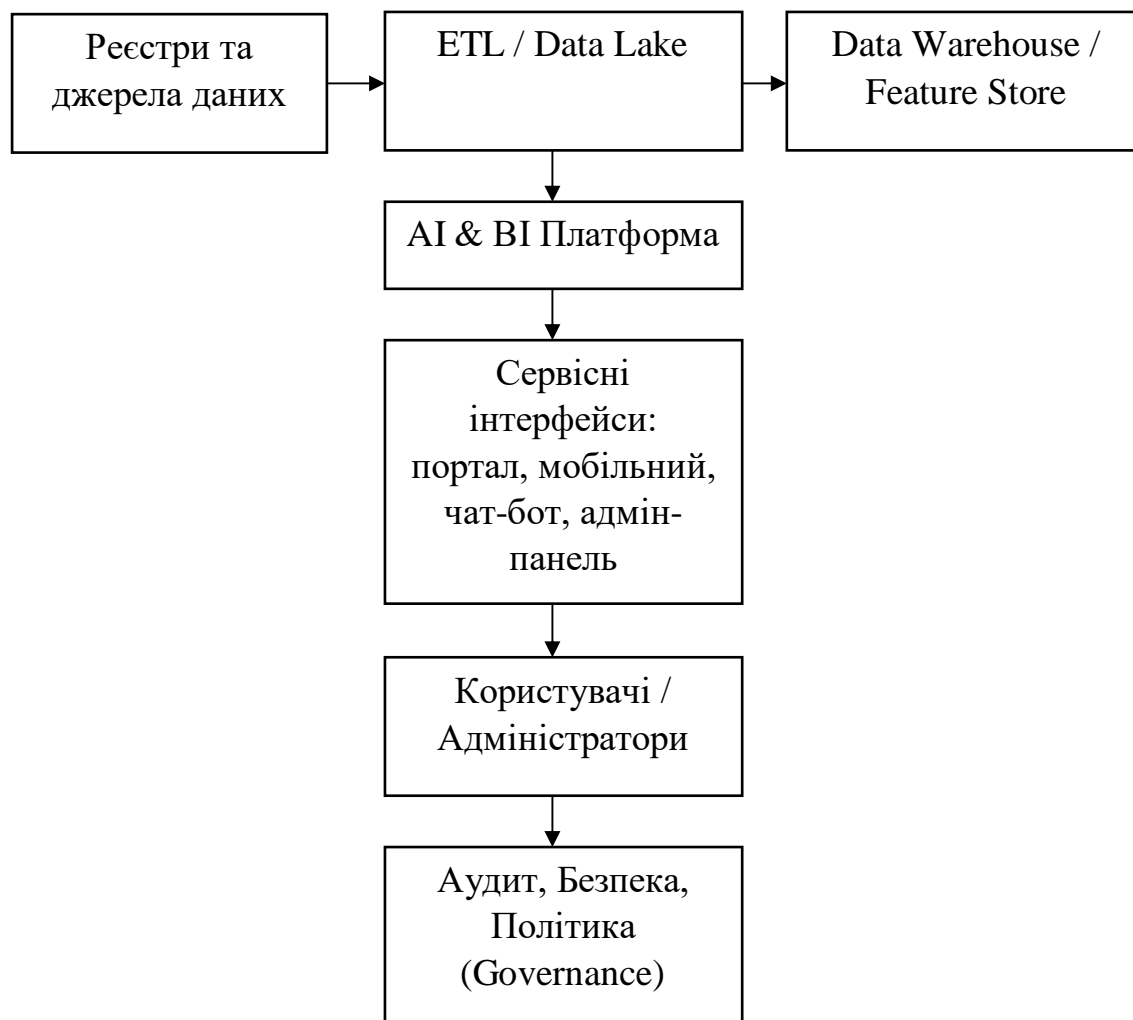 Реєстри та
джерела даних
ETL / Data Lake
Data Warehouse /
Feature Store
AI & BI Платформа
Сервісні
інтерфейси:
портал, мобільний,
чат-бот, адмін-
панель
Користувачі /
Адміністратори
Аудит, Безпека,
Політика
(Governance)